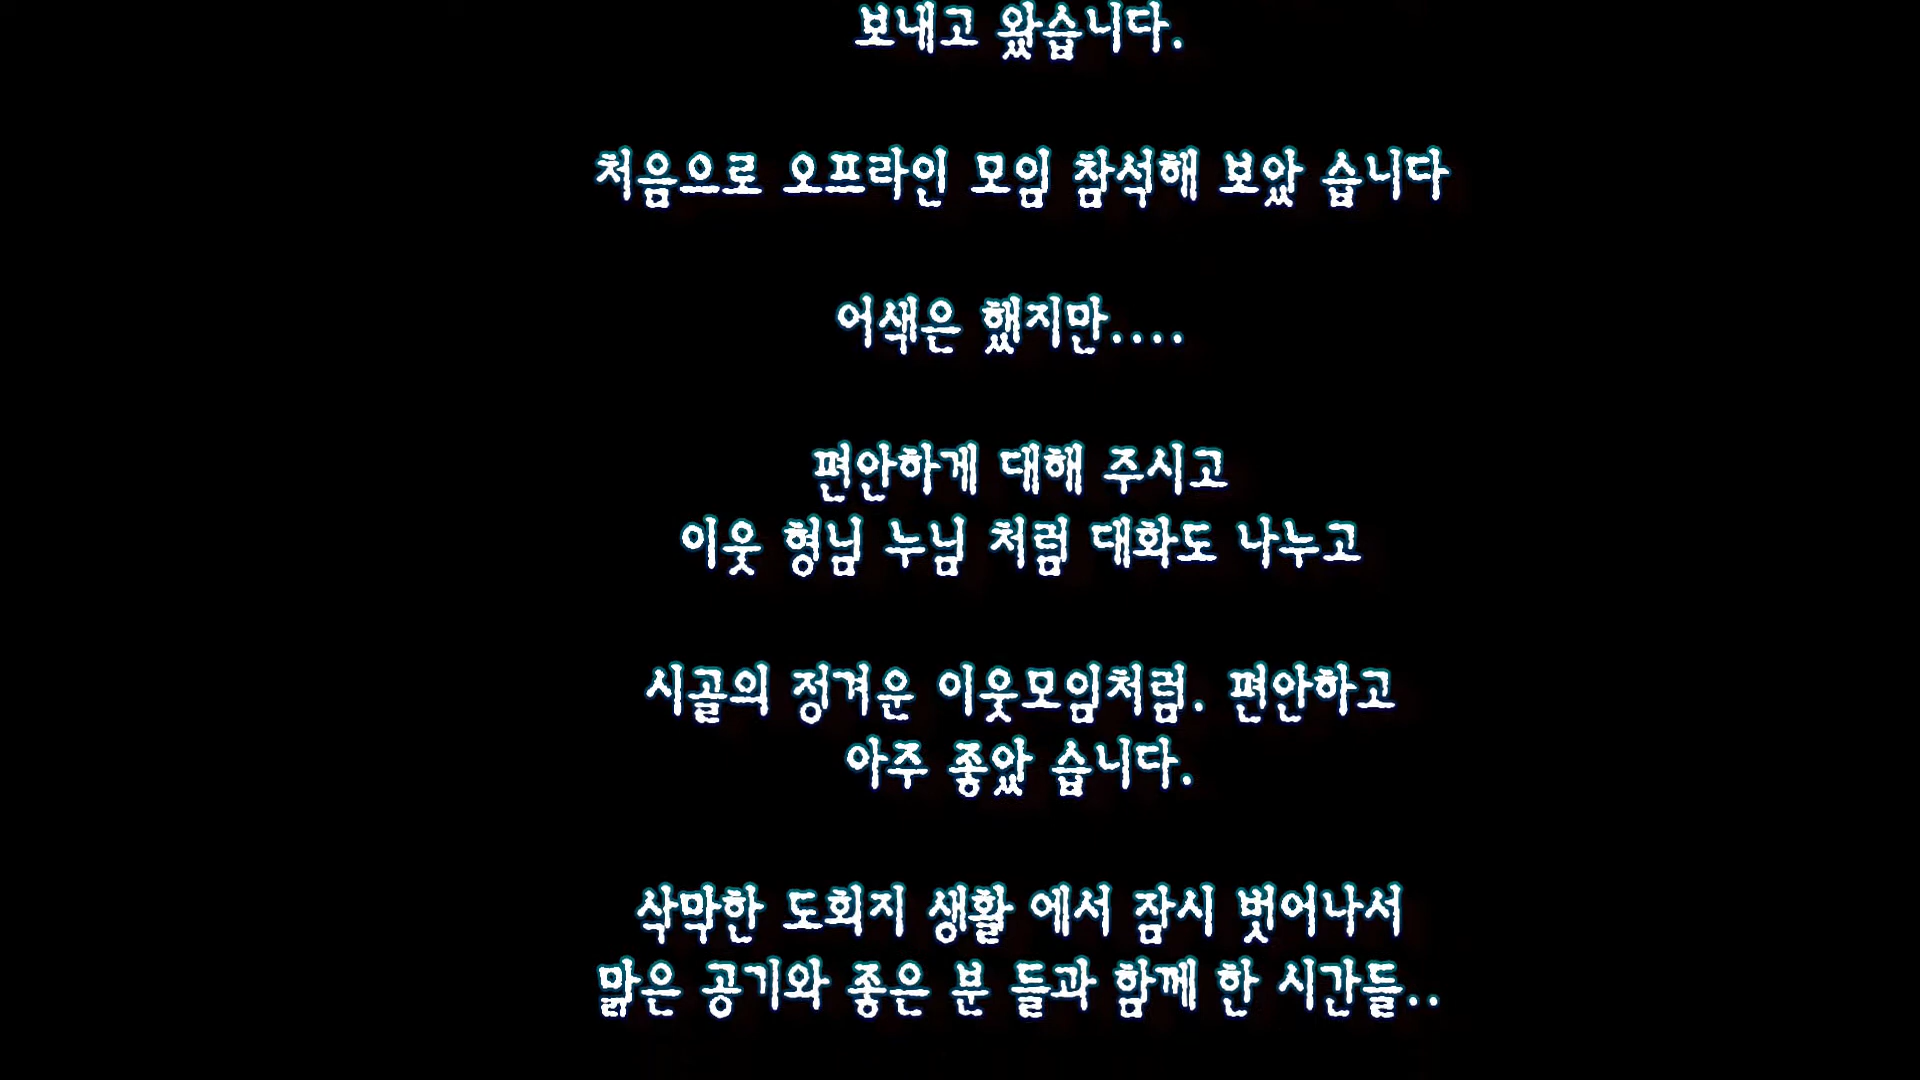 보내고 왔습니다.
처음으로 오프라인 모임 참석해 보았 습니다
어색은 했지만....
편안하게 대해 주시고
이웃 형님 누님 처럼 대화도 나누고
시골의 정겨운 이웃모임처럼. 편안하고
아주 좋았 습니다.
삭막한 도회지 생활 에서 잠시 벗어나서
맑은 공기와 좋은 분 들과 함께 한 시간들..